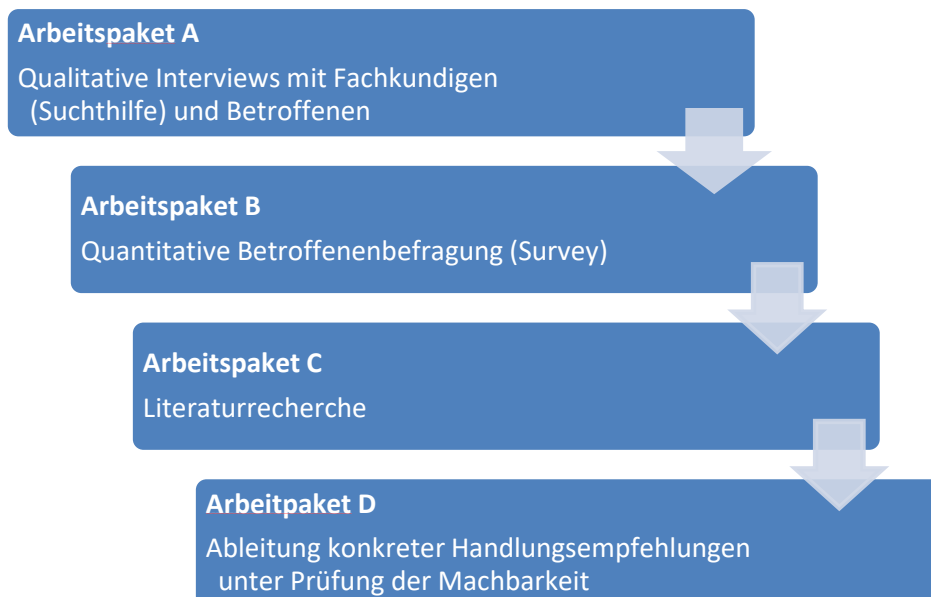 Arbeitspaket A
Qualitative Interviews mit Fachkundigen
(Suchthilfe) und Betroffenen
Arbeitspaket B
Quantitative Betroffenenbefragung (Survey)
Arbeitspaket C
Literaturrecherche
Arbeitpaket D
Ableitung konkreter Handlungsempfehlungen
unter Prüfung der Machbarkeit